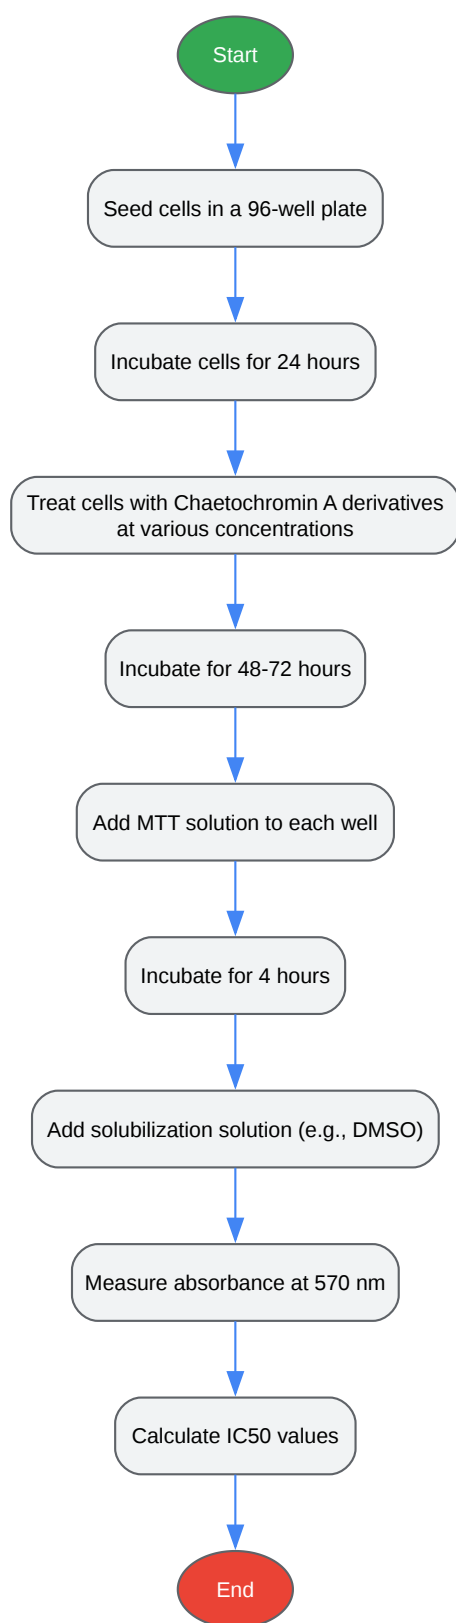 Start
Seed cells in a 96-well plate
Incubate cells for 24 hours
Treat cells with Chaetochromin A derivatives
at various concentrations
Incubate for 48-72 hours
Add MTT solution to each well
Incubate for 4 hours
Add solubilization solution (e.g., DMSO)
Measure absorbance at 570 nm
Calculate IC50 values
End